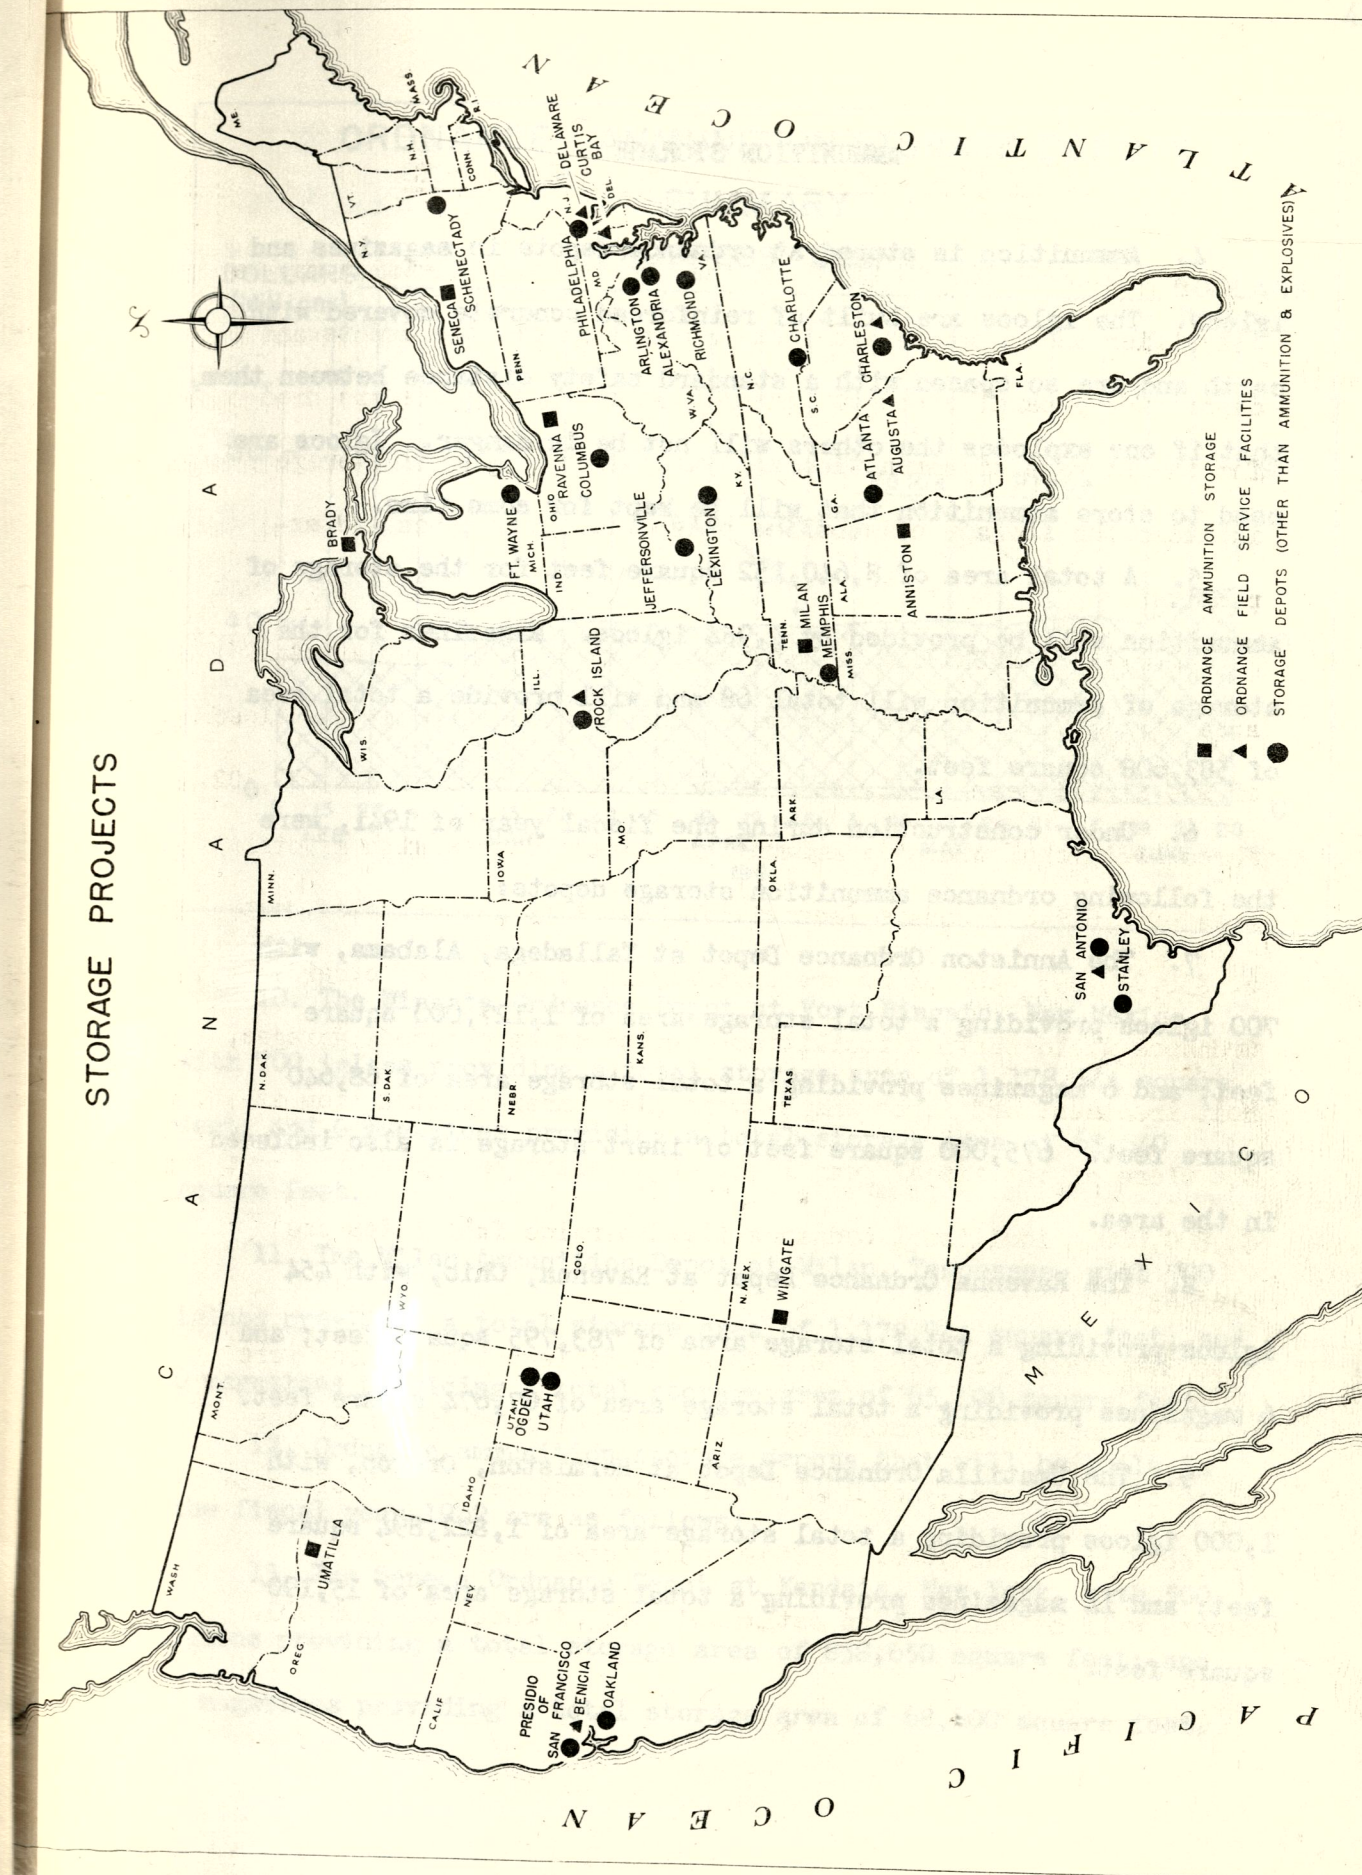 STORAGE PROJECTS
CANADA
N
WASH
OREG.
CALIF.
NEV.
IDAHO
MONT.
WYO.
UTAH
ARIZ
COLO.
N. MEX.
N. DAK.
S. DAK.
NEBR.
KANS.
OKLA.
TEXAS
MINN.
IOWA
MO.
ARK.
LA.
WIS.
ILL.
MICH.
IND.
OHIO
KY.
TENN.
MISS.
ALA.
GA.
FLA.
S.C.
N.C.
VA.
W.VA.
MD.
DEL.
PENN.
N.J.
N.Y.
CONN.
R.I.
MASS.
VT.
N.H.
ME.
UMATILLA
PRESIDIO
OF
SAN FRANCISCO
BENICIA
OAKLAND
OGDEN
UTAH
WINGATE
SAN ANTONIO
STANLEY
ROCK ISLAND
BRADY
FT. WAYNE
RAVENNA
COLUMBUS
JEFFERSONVILLE
LEXINGTON
MILAN
MEMPHIS
ANNISTON
ATLANTA
AUGUSTA
CHARLESTON
CHARLOTTE
SENECA
SCHENECTADY
PHILADELPHIA
DELAWARE
CURTIS
BAY
ARLINGTON
ALEXANDRIA
RICHMOND
MEXICO
PACIFIC OCEAN
ATLANTIC OCEAN
ORDNANCE AMMUNITION STORAGE
ORDNANCE FIELD SERVICE FACILITIES
STORAGE DEPOTS (OTHER THAN AMMUNITION & EXPLOSIVES)